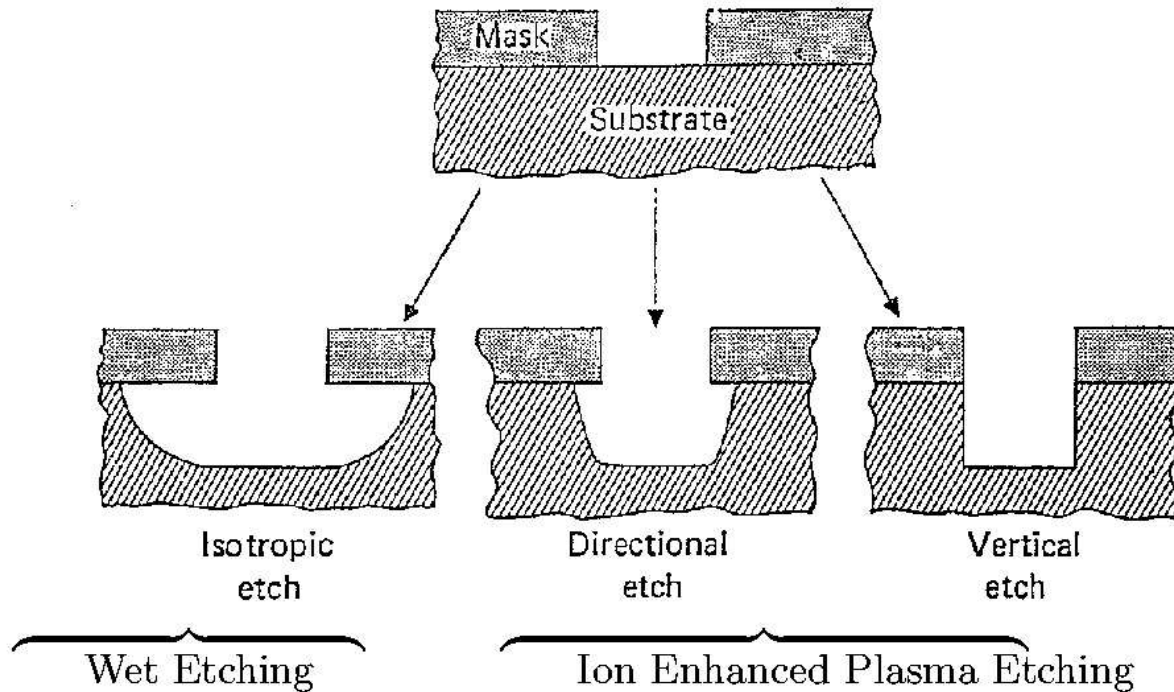 Mask
Substrate
Isotropic
etch
Directional
etch
Vertical
etch
Wet Etching
Ion Enhanced Plasma Etching